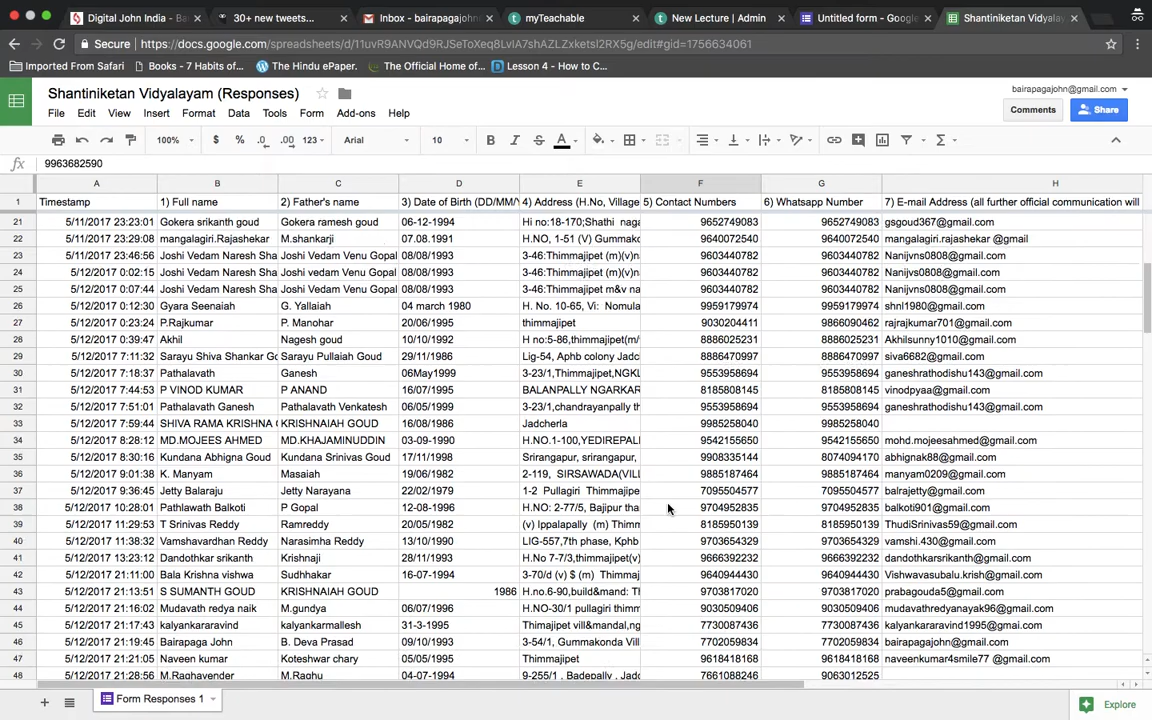 Digital John India - Ba
30+ new tweets...
Inbox - bairapagajohn
myTeachable
New Lecture | Admin
Untitled form - Google
Shantiniketan Vidyalay
Secure | https://docs.google.com/spreadsheets/d/11uvR9ANVQd9RJSeToXeq8LvIA7shAZLZxketsl2RX5g/edit#gid=1756634061
Imported From Safari
Books - 7 Habits of...
The Hindu ePaper.
The Official Home of...
Lesson 4 - How to C...
Shantiniketan Vidyalayam (Responses)
bairapagajohn@gmail.com
File Edit View Insert Format Data Tools Form Add-ons Help
Comments
Share
100% $ % .0 .00 123 Arial 10 B I S A
fx 9963682590
A B C D E F G H
1 Timestamp 1) Full name 2) Father's name 3) Date of Birth (DD/MM/Y 4) Address (H.No, Village 5) Contact Numbers 6) Whatsapp Number 7) E-mail Address (all further official communication will
21 5/11/2017 23:23:01 Gokera srikanth goud Gokera ramesh goud 06-12-1994 Hi no:18-170;Shathi naga 9652749083 9652749083 gsgoud367@gmail.com
22 5/11/2017 23:29:08 mangalagiri.Rajashekar M.shankarji 07.08.1991 H.NO, 1-51 (V) Gummako 9640072540 9640072540 mangalagiri.rajashekar @gmail
23 5/11/2017 23:46:56 Joshi Vedam Naresh Sha Joshi Vedam Venu Gopal 08/08/1993 3-46:Thimmajipet (m)(v)n 9603440782 9603440782 Nanijvns0808@gmail.com
24 5/12/2017 0:02:15 Joshi Vedam Naresh Sha Joshi vedam Venu Gopal 08/08/1993 3-46:Thimmajipet (m)(v)n 9603440782 9603440782 Nanijvns0808@gmail.com
25 5/12/2017 0:07:44 Joshi Vedam Naresh Sha Joshi Vedam Venu Gopal 08/08/1993 3-46:Thimmajipet m&v na 9603440782 9603440782 Nanijvns0808@gmail.com
26 5/12/2017 0:12:30 Gyara Seenaiah G. Yallaiah 04 march 1980 H. No. 10-65, Vi: Nomula 9959179974 9959179974 shnl1980@gmail.com
27 5/12/2017 0:23:24 P.Rajkumar P. Manohar 20/06/1995 thimmajipet 9030204411 9866090462 rajrajkumar701@gmail.com
28 5/12/2017 0:39:47 Akhil Nagesh goud 10/10/1992 H no:5-86,thimmajipet(m/ 8886025231 8886025231 Akhilsunny1010@gmail.com
29 5/12/2017 7:11:32 Sarayu Shiva Shankar Go Sarayu Pullaiah Goud 29/11/1986 Lig-54, Aphb colony Jadc 8886470997 8886470997 siva6682@gmail.com
30 5/12/2017 7:18:37 Pathalavath Ganesh 06May1999 3-23/1,Thimmajipet,NGKL 9553958694 9553958694 ganeshrathodishu143@gmail.com
31 5/12/2017 7:44:53 P VINOD KUMAR P ANAND 16/07/1995 BALANPALLY NGARKAR 8185808145 8185808145 vinodpyaa@gmail.com
32 5/12/2017 7:51:01 Pathalavath Ganesh Pathalavath Venkatesh 06/05/1999 3-23/1,chandrayanpally th 9553958694 9553958694 ganeshrathodishu143@gmail.com
33 5/12/2017 7:59:44 SHIVA RAMA KRISHNA KRISHNAIAH GOUD 16/08/1986 Jadcherla 9985258040 9985258040
34 5/12/2017 8:28:12 MD.MOJEES AHMED MD.KHAJAMINUDDIN 03-09-1990 H.NO.1-100,YEDIREPAL 9542155650 9542155650 mohd.mojeesahmed@gmail.com
35 5/12/2017 8:30:16 Kundana Abhigna Goud Kundana Srinivas Goud 17/11/1998 Srirangapur, srirangapur, 9908335144 8074094170 abhignak88@gmail.com
36 5/12/2017 9:01:38 K. Manyam Masaiah 19/06/1982 2-119, SIRSAWADA(VILL 9885187464 9885187464 manyam0209@gmail.com
37 5/12/2017 9:36:45 Jetty Balaraju Jetty Narayana 22/02/1979 1-2 Pullagiri Thimmajipe 7095504577 7095504577 balrajetty@gmail.com
38 5/12/2017 10:28:01 Pathlawath Balkoti P Gopal 12-08-1996 H.NO: 2-77/5, Bajipur tha 9704952835 9704952835 balkoti901@gmail.com
39 5/12/2017 11:29:53 T Srinivas Reddy Ramreddy 20/05/1982 (v) Ippalapally (m) Thimm 8185950139 8185950139 ThudiSrinivas59@gmail.com
40 5/12/2017 11:38:32 Vamshavardhan Reddy Narasimha Reddy 13/10/1990 LIG-557,7th phase, Kphb 9703654329 9703654329 vamshi.430@gmail.com
41 5/12/2017 13:23:12 Dandothkar srikanth Krishnaji 28/11/1993 H.No 7-7/3,thimmajipet(v) 9666392232 9666392232 dandothkarsrikanth@gmail.com
42 5/12/2017 21:11:00 Bala Krishna vishwa Sudhhakar 16-07-1994 3-70/d (v) $ (m) Thimmaj 9640944430 9640944430 Vishwavasubalu.krish@gmail.com
43 5/12/2017 21:13:51 S SUMANTH GOUD KRISHNAIAH GOUD 1986 H.no.6-90,build&mand: Th 9703817020 9703817020 prabagouda5@gmail.com
44 5/12/2017 21:16:02 Mudavath redya naik M.gundya 06/07/1996 H.NO-30/1 pullagiri thimm 9030509406 9030509406 mudavathredyanayak96@gmail.com
45 5/12/2017 21:17:43 kalyankararavind kalyankarmallesh 31-3-1995 Thimajipet vill&mandal,ng 7730087436 7730087436 kalyankararavind1995@gmai.com
46 5/12/2017 21:19:45 Bairapaga John B. Deva Prasad 09/10/1993 3-54/1, Gummakonda Vill 7702059834 7702059834 bairapagajohn@gmail.com
47 5/12/2017 21:21:05 Naveen kumar Koteshwar chary 05/05/1995 Thimmajipet 9618418168 9618418168 naveenkumar4smile77 @gmail.com
48 5/12/2017 21:28:56 M.Raghavender M.Raghu 04-07-1994 9-255/1 , Badepally , Jad 7661088246 9063012525
Form Responses 1
Explore